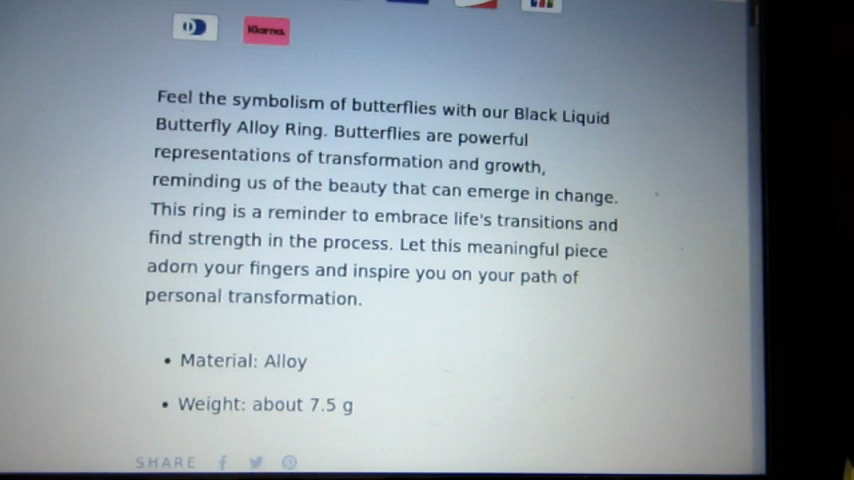 Klarna.
Feel the symbolism of butterflies with our Black Liquid
Butterfly Alloy Ring. Butterflies are powerful
representations of transformation and growth,
reminding us of the beauty that can emerge in change.
This ring is a reminder to embrace life's transitions and
find strength in the process. Let this meaningful piece
adorn your fingers and inspire you on your path of
personal transformation.
• Material: Alloy
• Weight: about 7.5 g
SHARE